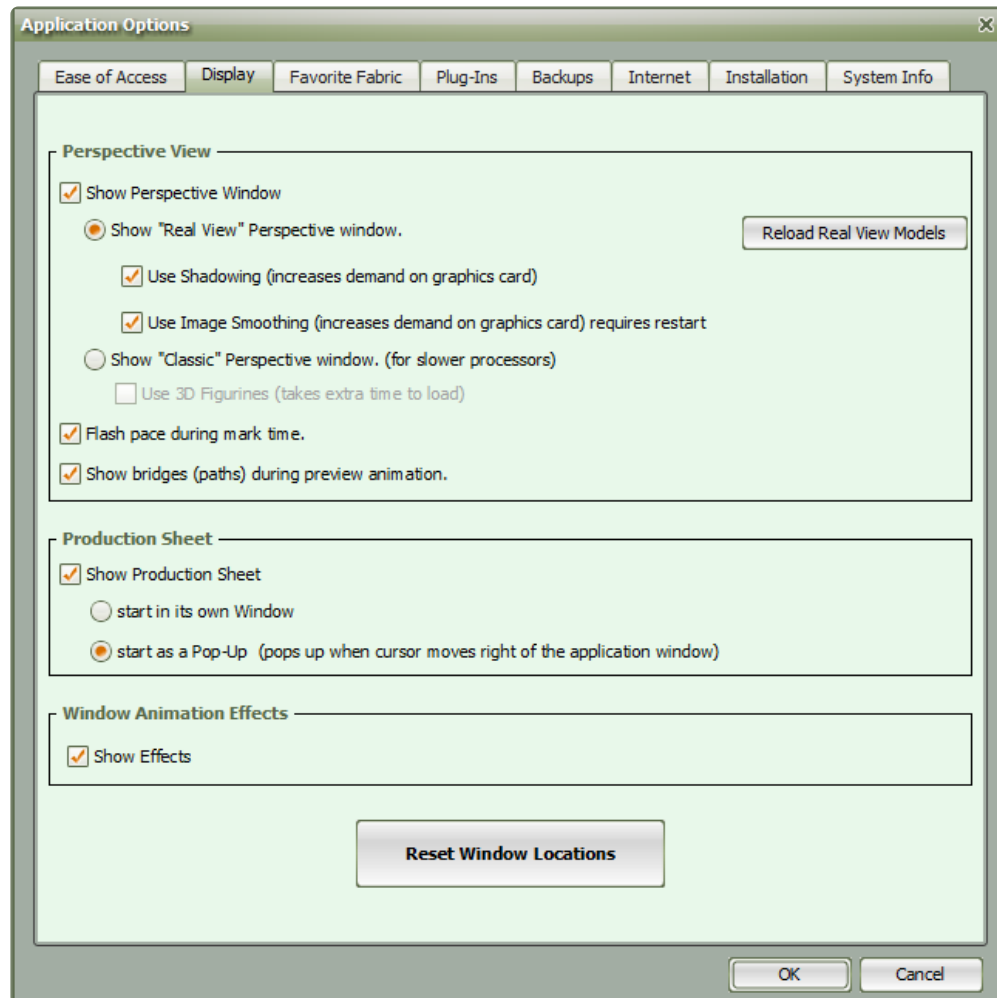 Application Options
Ease of Access Display Favorite Fabric Plug-Ins Backups Internet Installation System Info
Perspective View
Show Perspective Window
Show "Real View" Perspective window.
Reload Real View Models
Use Shadowing (increases demand on graphics card)
Use Image Smoothing (increases demand on graphics card) requires restart
Show "Classic" Perspective window. (for slower processors)
Use 3D Figurines (takes extra time to load)
Flash pace during mark time.
Show bridges (paths) during preview animation.
Production Sheet
Show Production Sheet
start in its own Window
start as a Pop-Up (pops up when cursor moves right of the application window)
Window Animation Effects
Show Effects
Reset Window Locations
OK Cancel